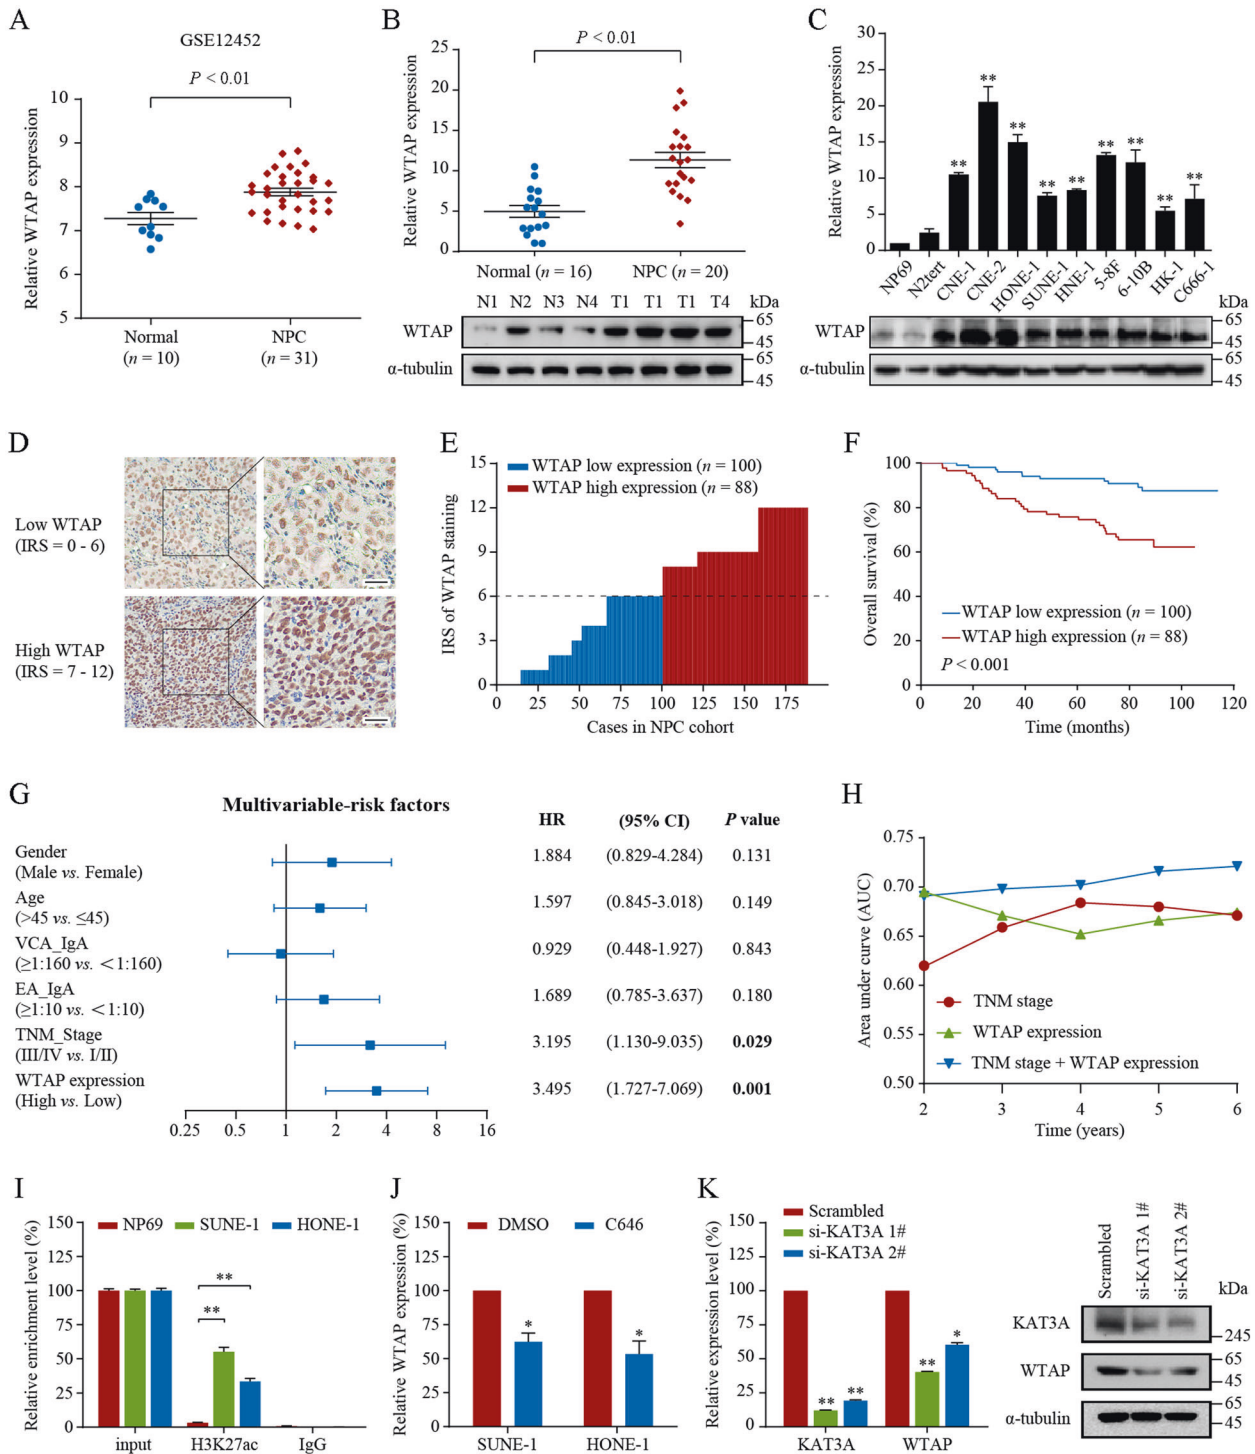 A
GSE12452
P < 0.01
Relative WTAP expression
10
9
8
7
6
5
Normal
(n = 10)
NPC
(n = 31)
B
P < 0.01
Relative WTAP expression
25
20
15
10
5
0
Normal (n = 16)
NPC (n = 20)
N1 N2 N3 N4 T1 T1 T1 T4 kDa
WTAP
65
45
α-tubulin
65
45
C
Relative WTAP expression
30
25
20
15
10
5
0
** ** ** ** ** ** ** ** **
NP69 N2tert CNE-1 CNE-2 HONE-1 SUNE-1 HNE-1 5-8F 6-10B HK-1 C666-1
kDa
WTAP
65
45
α-tubulin
65
45
D
Low WTAP
(IRS = 0 - 6)
High WTAP
(IRS = 7 - 12)
E
IRS of WTAP staining
15
12
9
6
3
0
WTAP low expression (n = 100)
WTAP high expression (n = 88)
25 50 75 100 125 150 175
Cases in NPC cohort
F
Overall survival (%)
100
80
60
40
20
0
WTAP low expression (n = 100)
WTAP high expression (n = 88)
P < 0.001
0 20 40 60 80 100 120
Time (months)
G
Multivariable-risk factors
HR (95% CI) P value
Gender
(Male vs. Female)
1.884 (0.829-4.284) 0.131
Age
(>45 vs. ≤45)
1.597 (0.845-3.018) 0.149
VCA_IgA
(≥1:160 vs. <1:160)
0.929 (0.448-1.927) 0.843
EA_IgA
(≥1:10 vs. <1:10)
1.689 (0.785-3.637) 0.180
TNM_Stage
(III/IV vs. I/II)
3.195 (1.130-9.035) 0.029
WTAP expression
(High vs. Low)
3.495 (1.727-7.069) 0.001
0.25 0.5 1 2 4 8 16
H
Area under curve (AUC)
0.75
0.70
0.65
0.60
0.55
0.50
TNM stage
WTAP expression
TNM stage + WTAP expression
2 3 4 5 6
Time (years)
I
Relative enrichment level (%)
150
125
100
75
50
25
0
NP69 SUNE-1 HONE-1
**
**
input H3K27ac IgG
J
Relative WTAP expression (%)
150
125
100
75
50
25
0
DMSO C646
* *
SUNE-1 HONE-1
K
Relative expression level (%)
150
125
100
75
50
25
0
Scrambled
si-KAT3A 1#
si-KAT3A 2#
** ** ** *
KAT3A WTAP
Scrambled
si-KAT3A 1#
si-KAT3A 2#
kDa
KAT3A
245
WTAP
65
45
α-tubulin
65
45